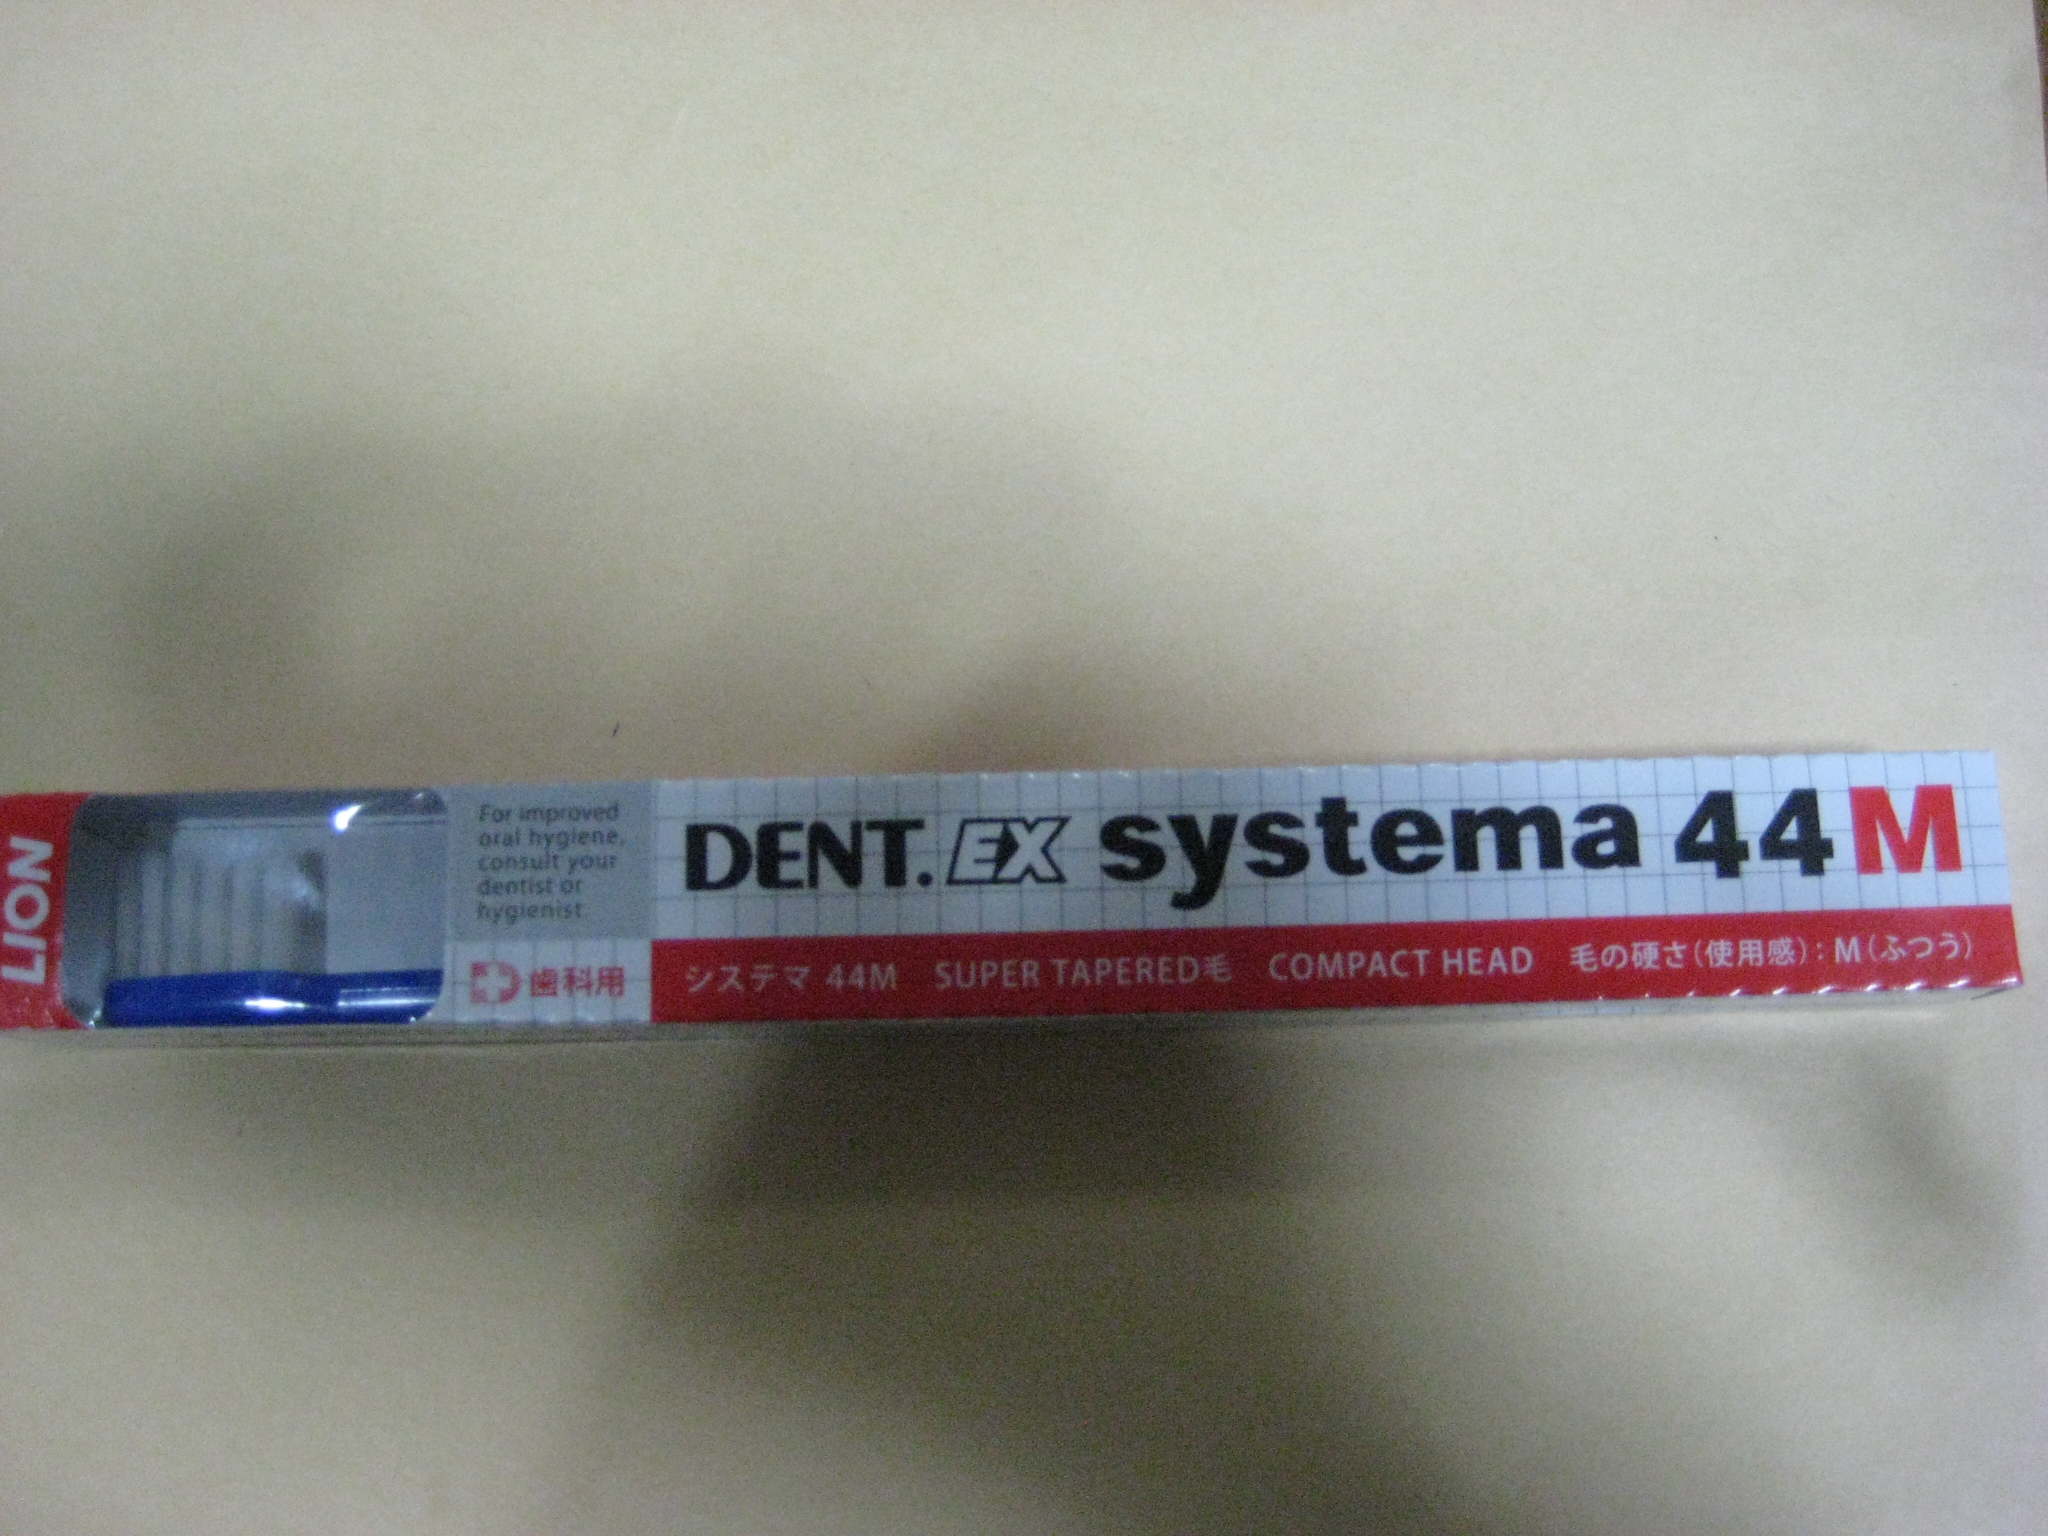 LION
For improved
oral hygiene,
consult your
dentist or
hygienist.
歯科用
DENT.EX systema 44M
システマ 44M SUPER TAPERED毛 COMPACT HEAD 毛の硬さ(使用感):M(ふつう)